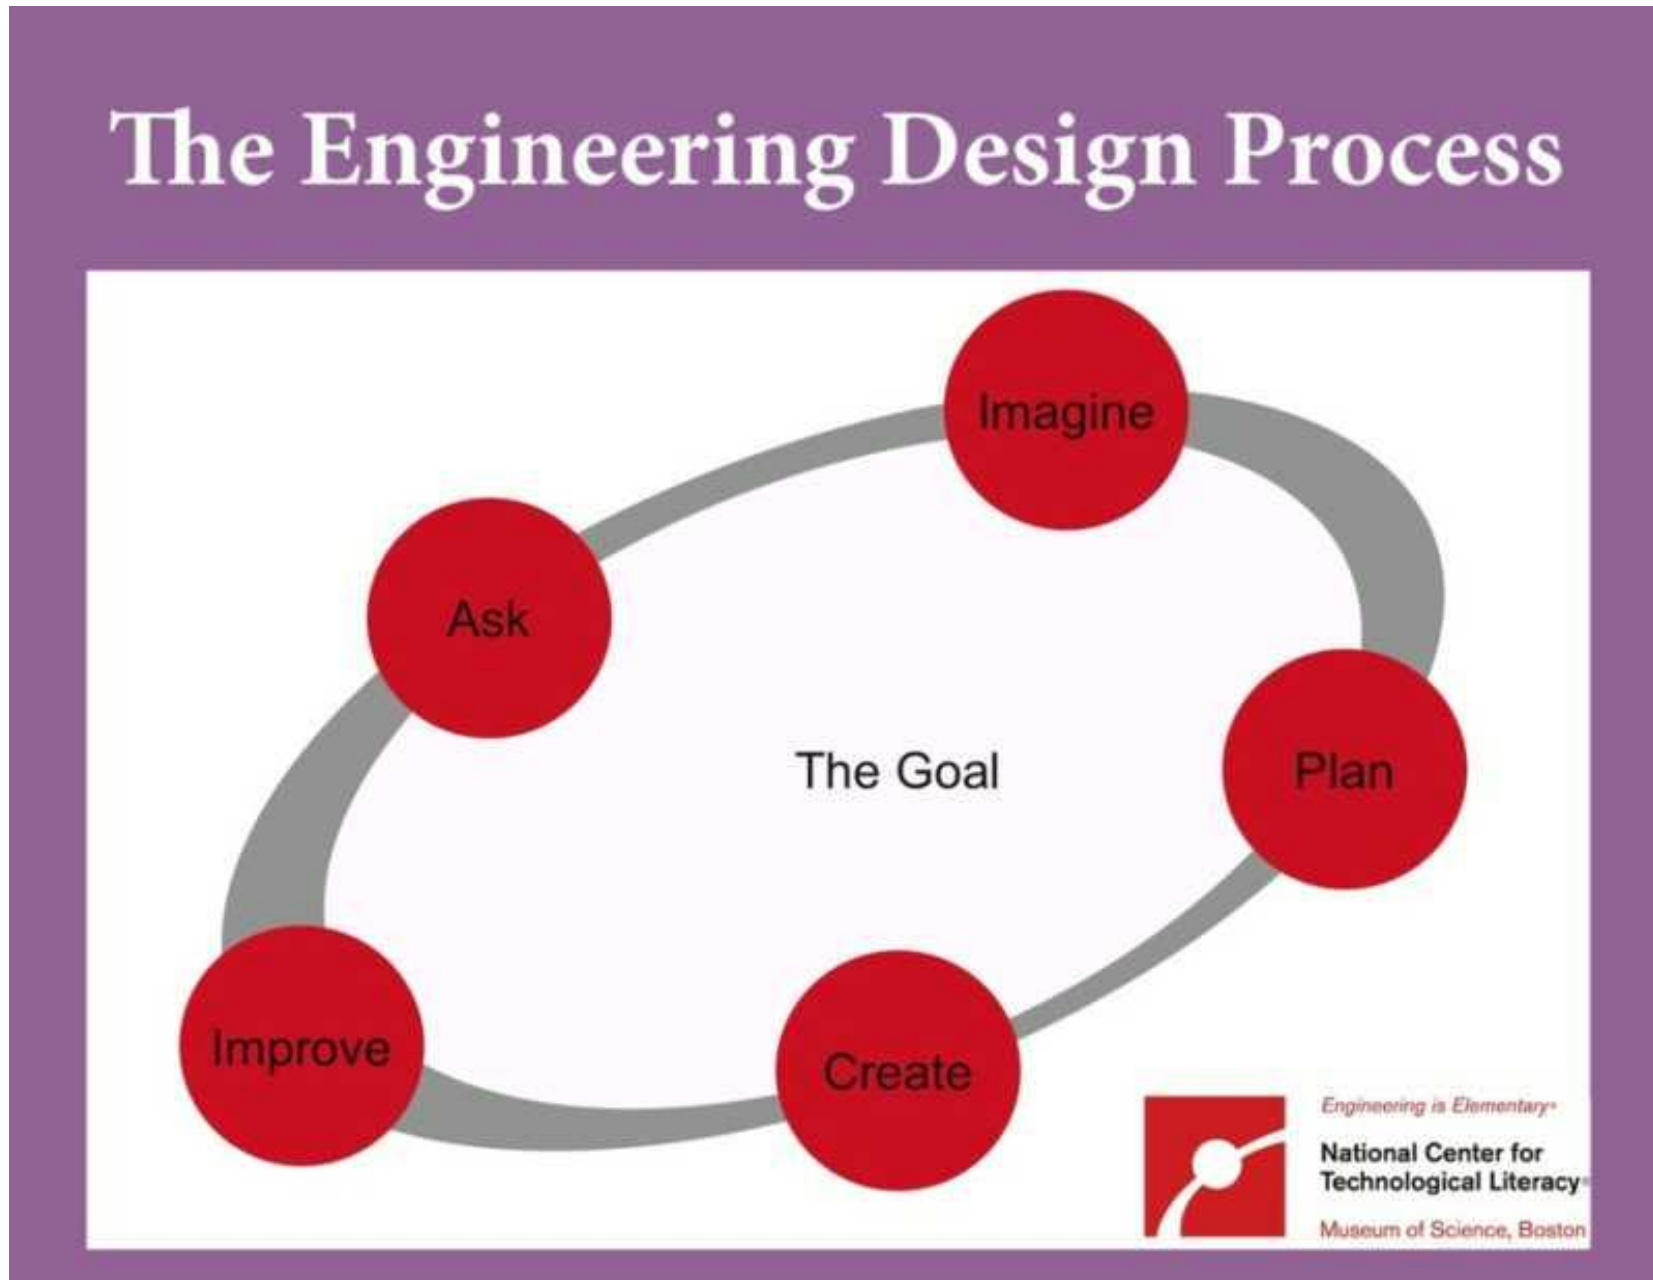 The Engineering Design Process
Imagine
Ask
The Goal
Plan
Improve
Create
Engineering is Elementary®
National Center for
Technological Literacy®
Museum of Science, Boston